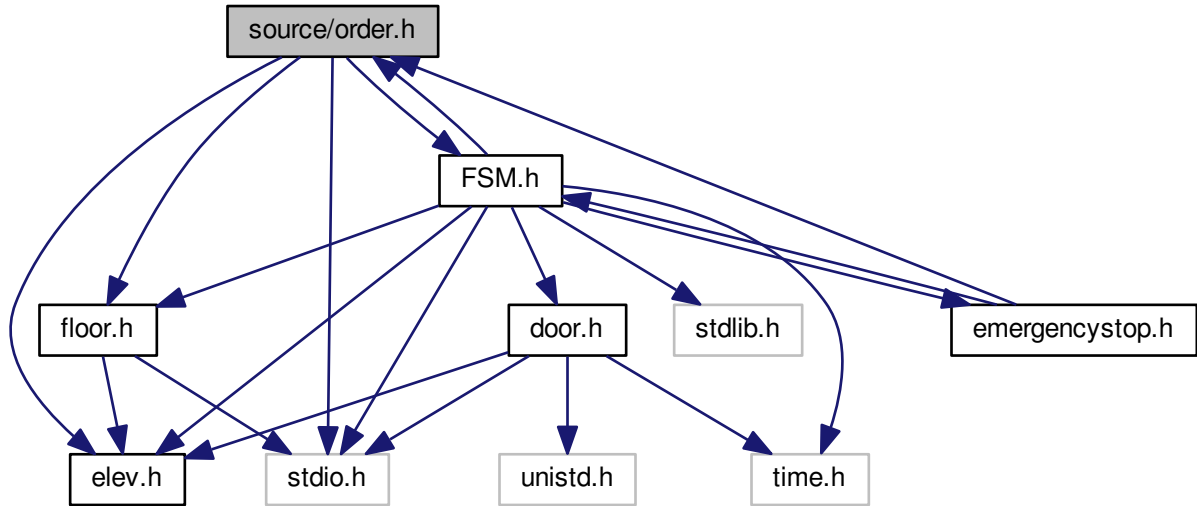 source/order.h
FSM.h
floor.h
door.h
stdlib.h
emergencystop.h
elev.h
stdio.h
unistd.h
time.h